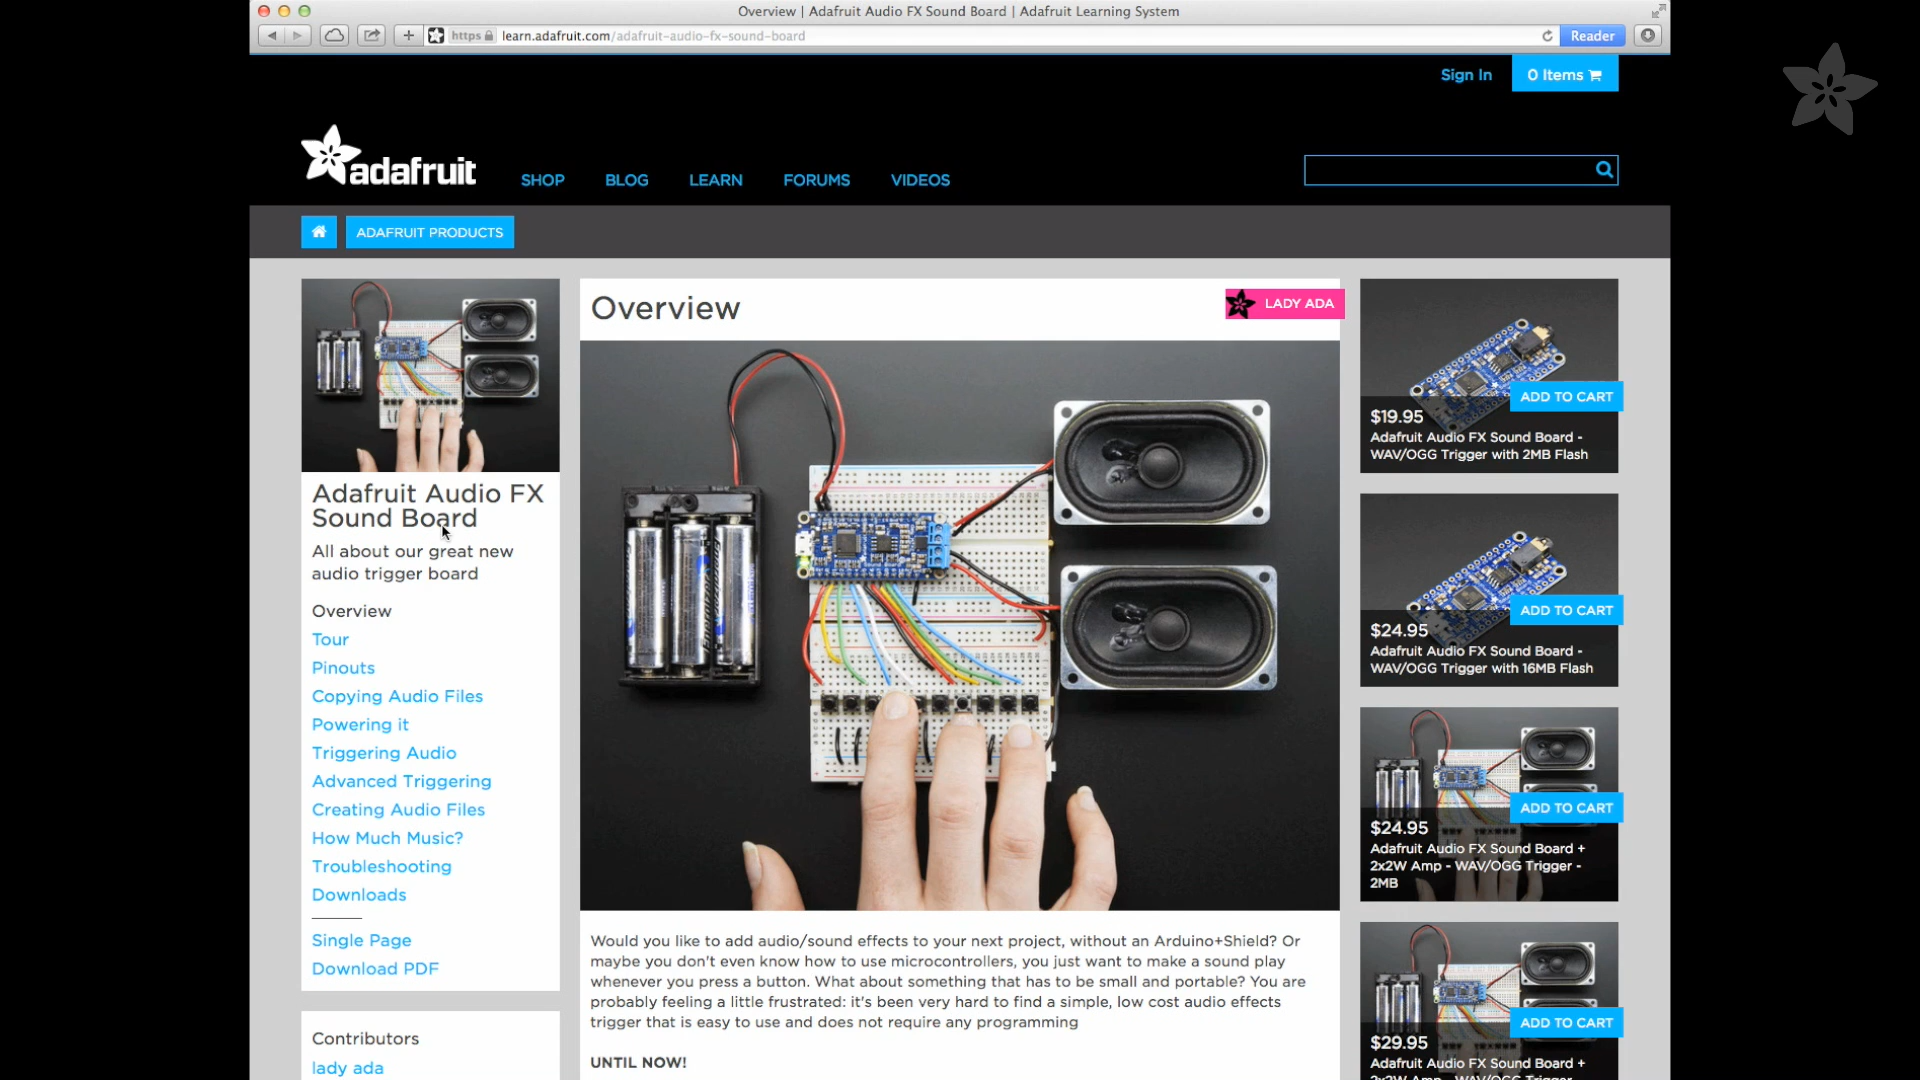 Overview | Adafruit Audio FX Sound Board | Adafruit Learning System
https learn.adafruit.com/adafruit-audio-fx-sound-board
Reader
Sign In
0 Items
adafruit
SHOP
BLOG
LEARN
FORUMS
VIDEOS
ADAFRUIT PRODUCTS
Adafruit Audio FX
Sound Board
All about our great new
audio trigger board
Overview
Tour
Pinouts
Copying Audio Files
Powering it
Triggering Audio
Advanced Triggering
Creating Audio Files
How Much Music?
Troubleshooting
Downloads
Single Page
Download PDF
Contributors
lady ada
Overview
LADY ADA
Would you like to add audio/sound effects to your next project, without an Arduino+Shield? Or
maybe you don't even know how to use microcontrollers, you just want to make a sound play
whenever you press a button. What about something that has to be small and portable? You are
probably feeling a little frustrated: it's been very hard to find a simple, low cost audio effects
trigger that is easy to use and does not require any programming
UNTIL NOW!
ADD TO CART
$19.95
Adafruit Audio FX Sound Board -
WAV/OGG Trigger with 2MB Flash
ADD TO CART
$24.95
Adafruit Audio FX Sound Board -
WAV/OGG Trigger with 16MB Flash
ADD TO CART
$24.95
Adafruit Audio FX Sound Board +
2x2W Amp - WAV/OGG Trigger -
2MB
ADD TO CART
$29.95
Adafruit Audio FX Sound Board +
2x2W Amp - WAV/OGG Trigger -